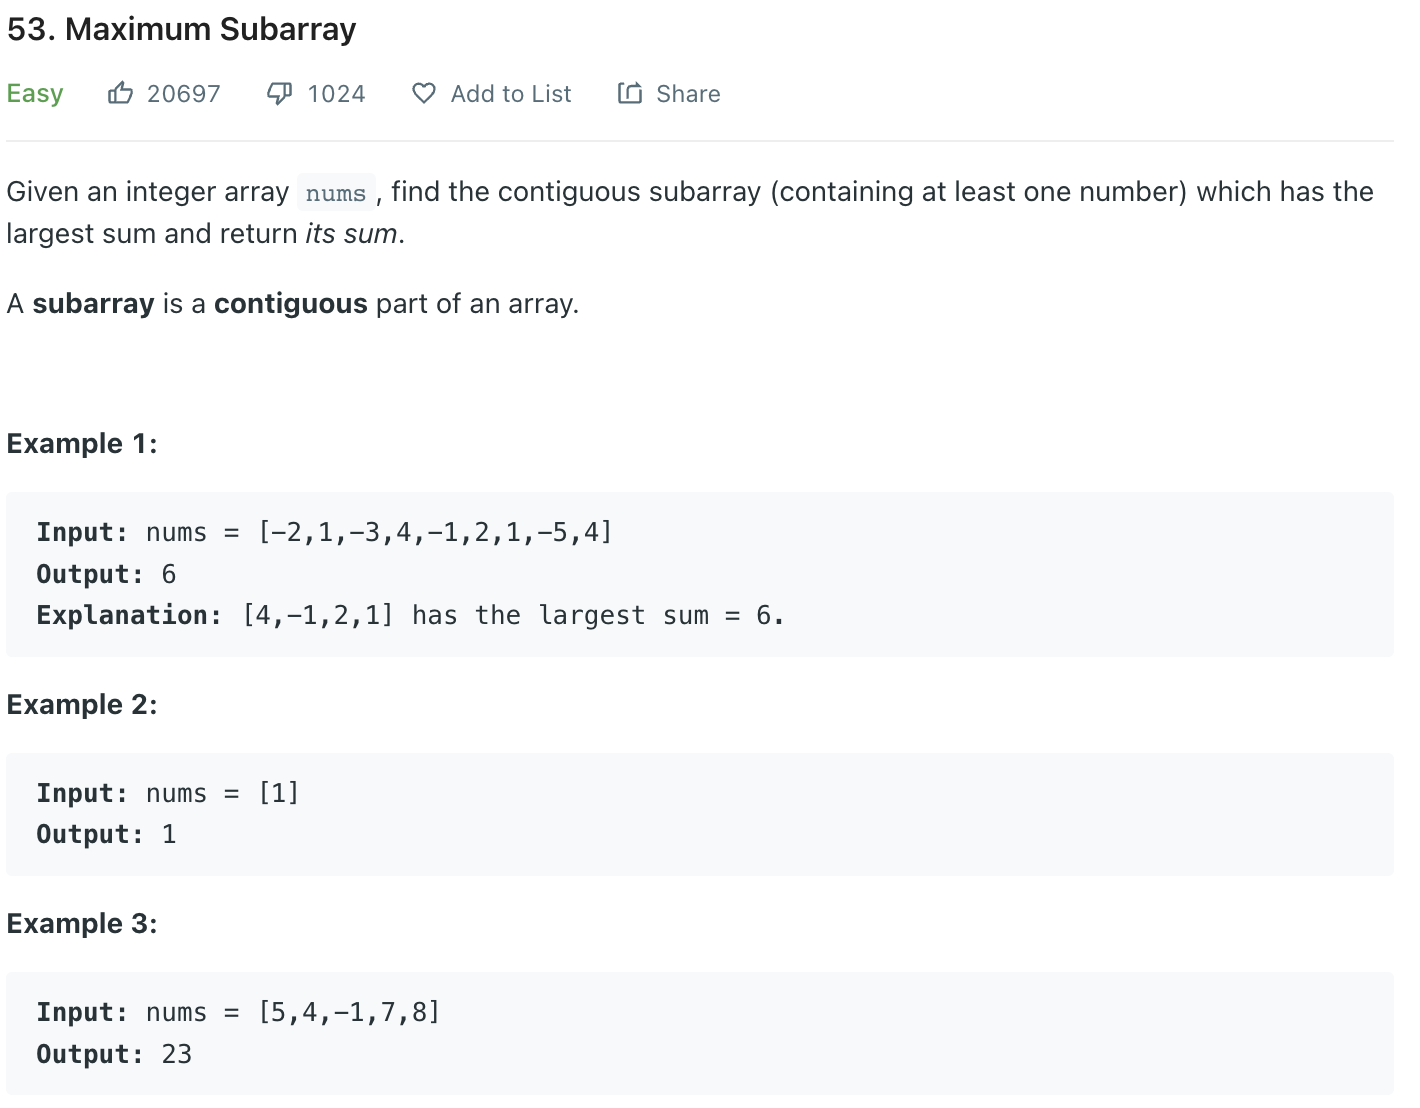 53. Maximum Subarray
Easy 20697 1024 Add to List Share
Given an integer array nums, find the contiguous subarray (containing at least one number) which has the
largest sum and return its sum.
A subarray is a contiguous part of an array.
Example 1:
Input: nums = [-2,1,-3,4,-1,2,1,-5,4]
Output: 6
Explanation: [4,-1,2,1] has the largest sum = 6.
Example 2:
Input: nums = [1]
Output: 1
Example 3:
Input: nums = [5,4,-1,7,8]
Output: 23